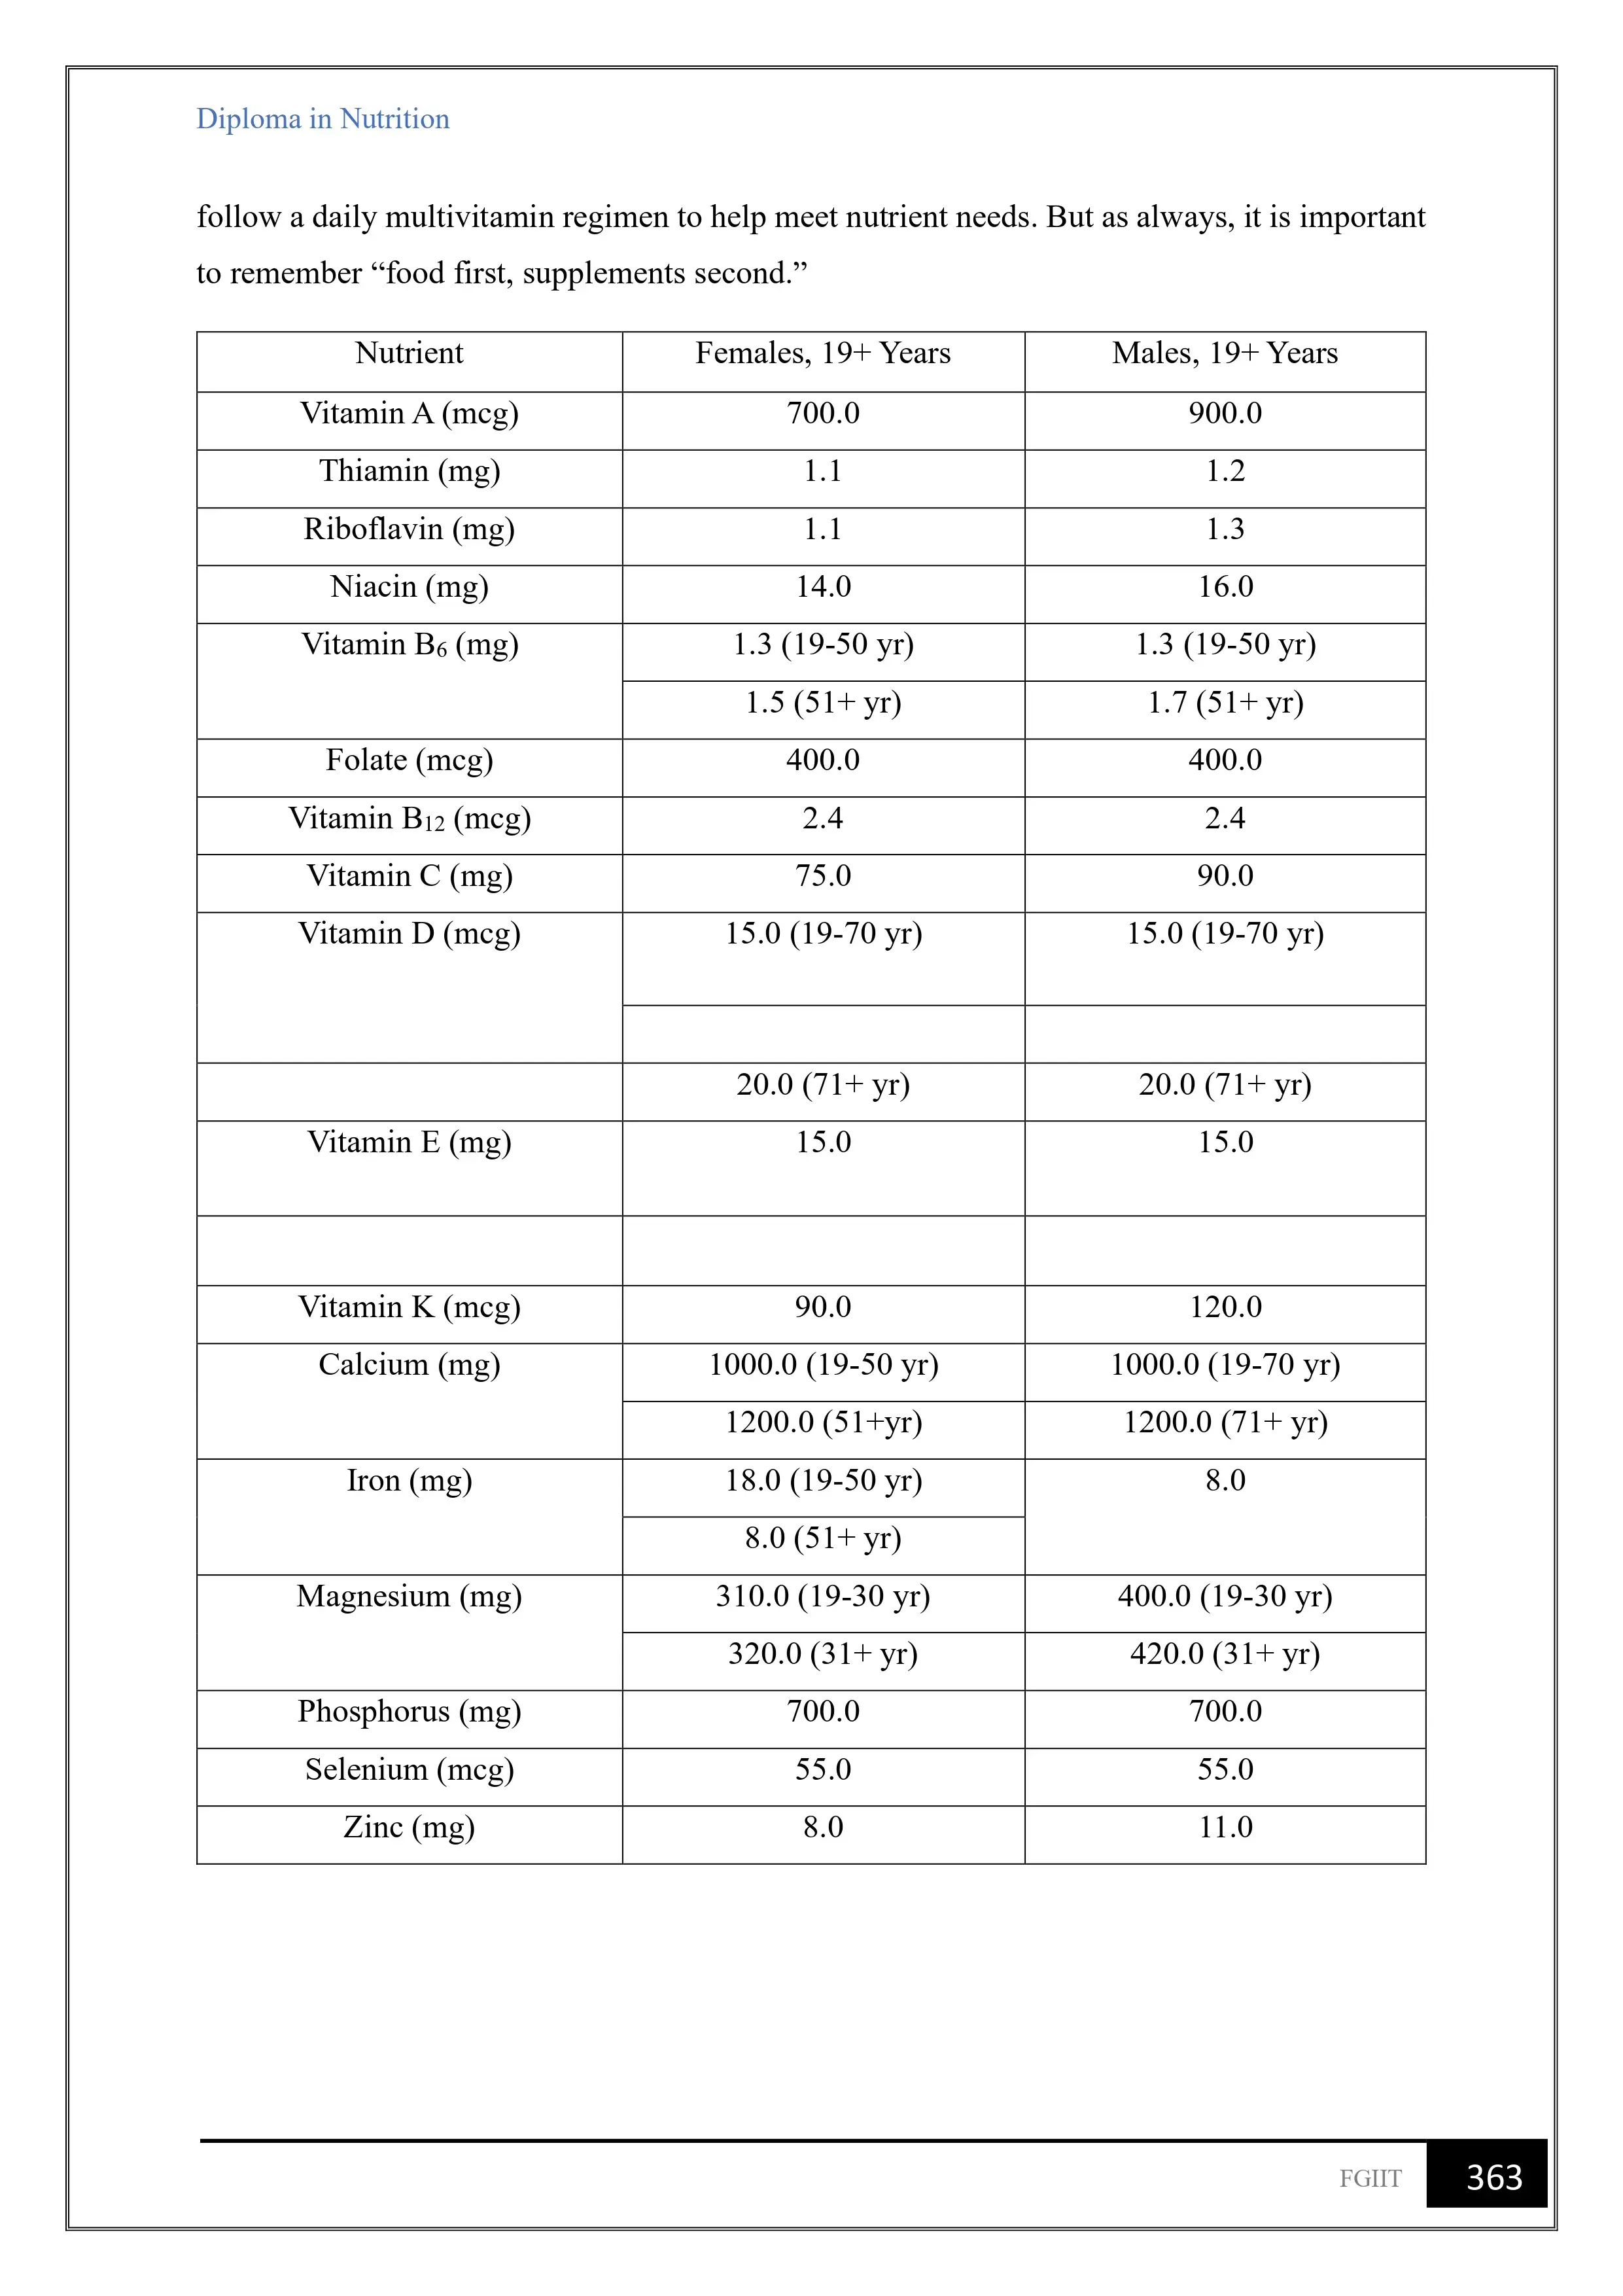 Diploma in Nutrition
follow a daily multivitamin regimen to help meet nutrient needs. But as always, it is important
to remember “food first, supplements second.”
Nutrient Females, 19+ Years Males, 19+ Years
Vitamin A (mcg) 700.0 900.0
Thiamin (mg) 1.1 1.2
Riboflavin (mg) 1.1 1.3
Niacin (mg) 14.0 16.0
Vitamin B₆ (mg) 1.3 (19-50 yr) 1.3 (19-50 yr)
1.5 (51+ yr) 1.7 (51+ yr)
Folate (mcg) 400.0 400.0
Vitamin B₁₂ (mcg) 2.4 2.4
Vitamin C (mg) 75.0 90.0
Vitamin D (mcg) 15.0 (19-70 yr) 15.0 (19-70 yr)
20.0 (71+ yr) 20.0 (71+ yr)
Vitamin E (mg) 15.0 15.0
Vitamin K (mcg) 90.0 120.0
Calcium (mg) 1000.0 (19-50 yr) 1000.0 (19-70 yr)
1200.0 (51+yr) 1200.0 (71+ yr)
Iron (mg) 18.0 (19-50 yr) 8.0
8.0 (51+ yr)
Magnesium (mg) 310.0 (19-30 yr) 400.0 (19-30 yr)
320.0 (31+ yr) 420.0 (31+ yr)
Phosphorus (mg) 700.0 700.0
Selenium (mcg) 55.0 55.0
Zinc (mg) 8.0 11.0
FGIIT 363